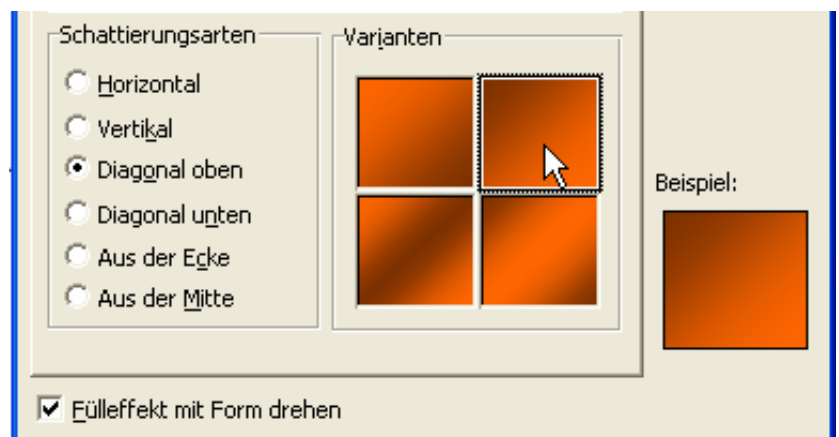 Schattierungsarten
Varianten
Horizontal
Vertikal
Diagonal oben
Diagonal unten
Aus der Ecke
Aus der Mitte
Beispiel:
Fülleffekt mit Form drehen